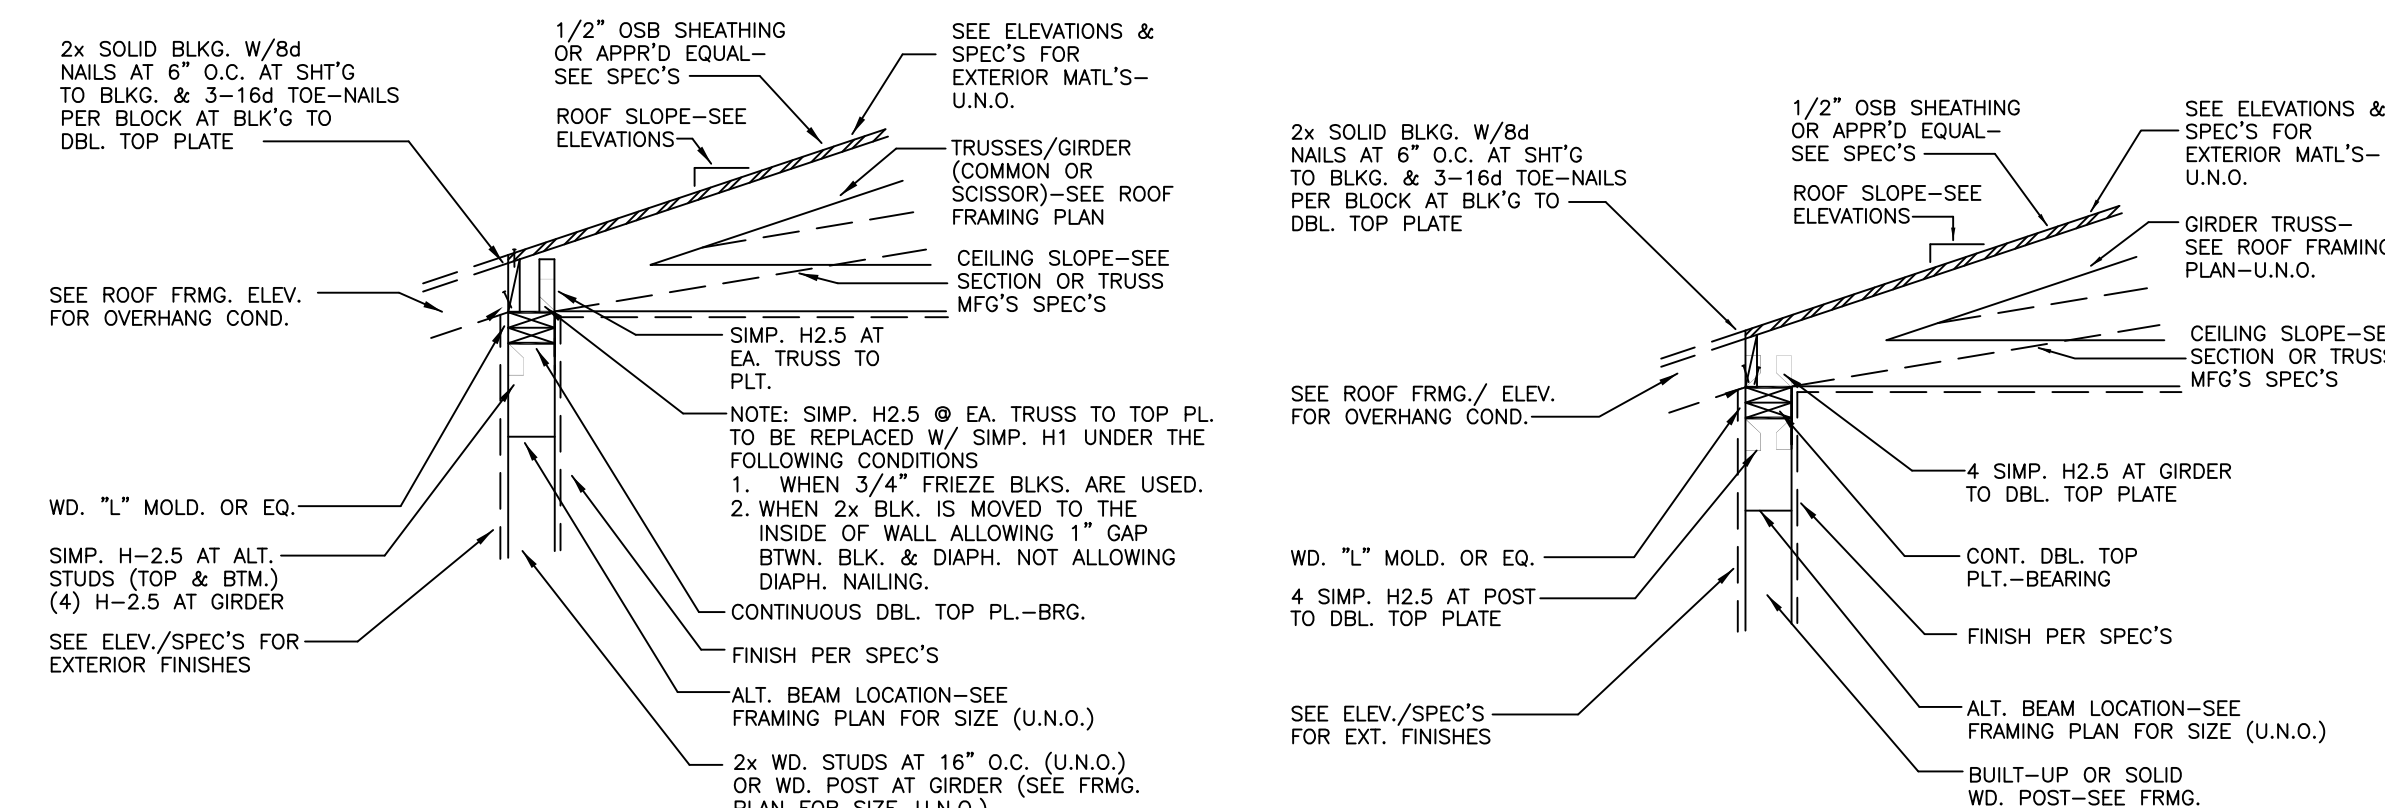 2x SOLID BLKG. W/8d
NAILS AT 6" O.C. AT SHT'G
TO BLKG. & 3-16d TOE-NAILS
PER BLOCK AT BLK'G TO
DBL. TOP PLATE
1/2" OSB SHEATHING
OR APPR'D EQUAL-
SEE SPEC'S
ROOF SLOPE-SEE
ELEVATIONS
SEE ELEVATIONS &
SPEC'S FOR
EXTERIOR MATL'S-
U.N.O.
TRUSSES/GIRDER
(COMMON OR
SCISSOR)-SEE ROOF
FRAMING PLAN
CEILING SLOPE-SEE
SECTION OR TRUSS
MFG'S SPEC'S
SEE ROOF FRMG. ELEV.
FOR OVERHANG COND.
SIMP. H2.5 AT
EA. TRUSS TO
PLT.
NOTE: SIMP. H2.5 @ EA. TRUSS TO TOP PL.
TO BE REPLACED W/ SIMP. H1 UNDER THE
FOLLOWING CONDITIONS
1. WHEN 3/4" FRIEZE BLKS. ARE USED.
2. WHEN 2x BLK. IS MOVED TO THE
INSIDE OF WALL ALLOWING 1" GAP
BTWN. BLK. & DIAPH. NOT ALLOWING
DIAPH. NAILING.
WD. "L" MOLD. OR EQ.
SIMP. H-2.5 AT ALT.
STUDS (TOP & BTM.)
(4) H-2.5 AT GIRDER
SEE ELEV./SPEC'S FOR
EXTERIOR FINISHES
CONTINUOUS DBL. TOP PL.-BRG.
FINISH PER SPEC'S
ALT. BEAM LOCATION-SEE
FRAMING PLAN FOR SIZE (U.N.O.)
2x WD. STUDS AT 16" O.C. (U.N.O.)
OR WD. POST AT GIRDER (SEE FRMG.
PLAN FOR SIZE U.N.O.)
2x SOLID BLKG. W/8d
NAILS AT 6" O.C. AT SHT'G
TO BLKG. & 3-16d TOE-NAILS
PER BLOCK AT BLK'G TO
DBL. TOP PLATE
1/2" OSB SHEATHING
OR APPR'D EQUAL-
SEE SPEC'S
ROOF SLOPE-SEE
ELEVATIONS
SEE ELEVATIONS &
SPEC'S FOR
EXTERIOR MATL'S-
U.N.O.
GIRDER TRUSS-
SEE ROOF FRAMING
PLAN-U.N.O.
CEILING SLOPE-SE
SECTION OR TRUSS
MFG'S SPEC'S
SEE ROOF FRMG./ ELEV.
FOR OVERHANG COND.
4 SIMP. H2.5 AT GIRDER
TO DBL. TOP PLATE
WD. "L" MOLD. OR EQ.
4 SIMP. H2.5 AT POST
TO DBL. TOP PLATE
CONT. DBL. TOP
PLT.-BEARING
FINISH PER SPEC'S
SEE ELEV./SPEC'S
FOR EXT. FINISHES
ALT. BEAM LOCATION-SEE
FRAMING PLAN FOR SIZE (U.N.O.)
BUILT-UP OR SOLID
WD. POST-SEE FRMG.